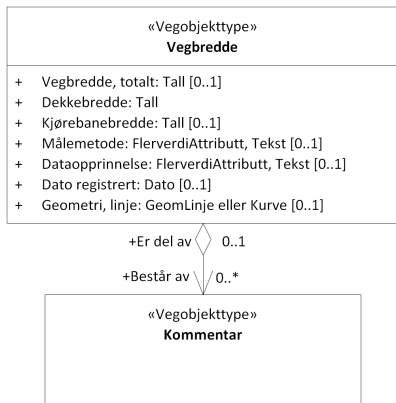 «Vegobjekttype»
Vegbredde
+ Vegbredde, totalt: Tall [0..1]
+ Dekkebredde: Tall
+ Kjørebanebredde: Tall [0..1]
+ Målemetode: FlerverdiAttributt, Tekst [0..1]
+ Dataopprinnelse: FlerverdiAttributt, Tekst [0..1]
+ Dato registrert: Dato [0..1]
+ Geometri, linje: GeomLinje eller Kurve [0..1]
+Er del av 0..1
+Består av 0..*
«Vegobjekttype»
Kommentar